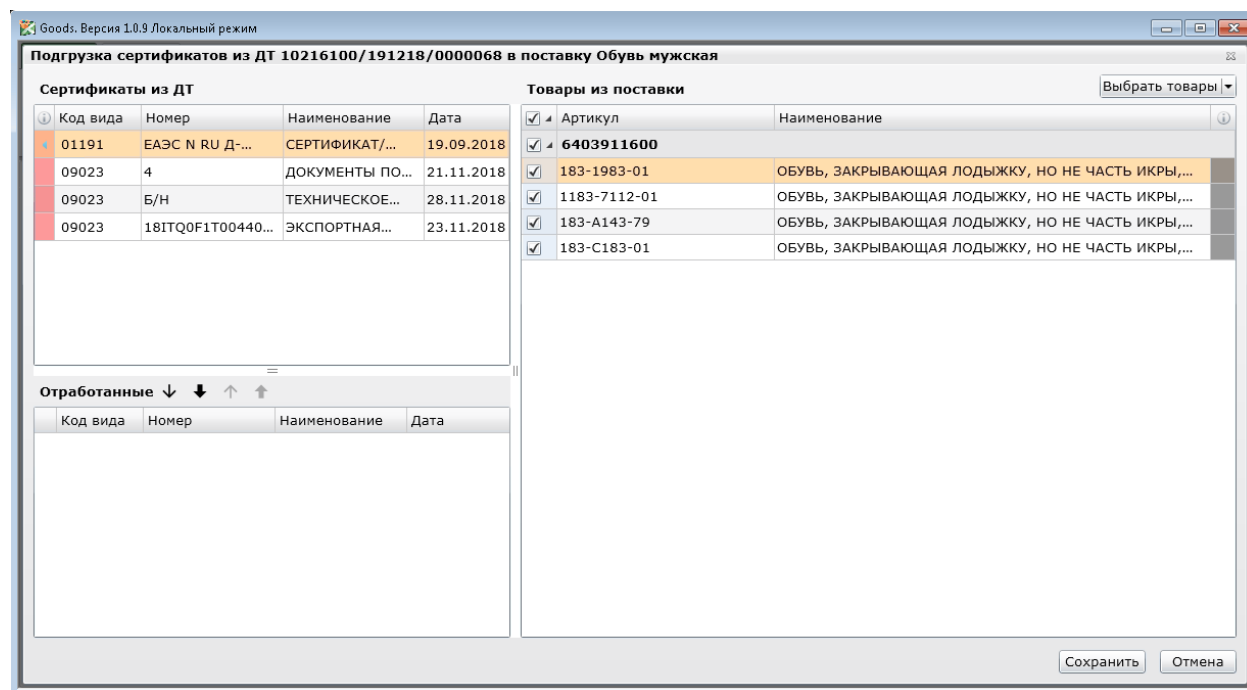 Goods. Версия 1.0.9 Локальный режим
Подгрузка сертификатов из ДТ 10216100/191218/0000068 в поставку Обувь мужская
Сертификаты из ДТ
Код вида Номер Наименование Дата
01191 ЕАЭС N RU Д-... СЕРТИФИКАТ/... 19.09.2018
09023 4 ДОКУМЕНТЫ ПО... 21.11.2018
09023 Б/Н ТЕХНИЧЕСКОЕ... 28.11.2018
09023 18ITQ0F1T00440... ЭКСПОРТНАЯ... 23.11.2018
Отработанные
Код вида Номер Наименование Дата
Товары из поставки Выбрать товары
Артикул Наименование
6403911600
183-1983-01 ОБУВЬ, ЗАКРЫВАЮЩАЯ ЛОДЫЖКУ, НО НЕ ЧАСТЬ ИКРЫ,...
1183-7112-01 ОБУВЬ, ЗАКРЫВАЮЩАЯ ЛОДЫЖКУ, НО НЕ ЧАСТЬ ИКРЫ,...
183-A143-79 ОБУВЬ, ЗАКРЫВАЮЩАЯ ЛОДЫЖКУ, НО НЕ ЧАСТЬ ИКРЫ,...
183-C183-01 ОБУВЬ, ЗАКРЫВАЮЩАЯ ЛОДЫЖКУ, НО НЕ ЧАСТЬ ИКРЫ,...
Сохранить Отмена